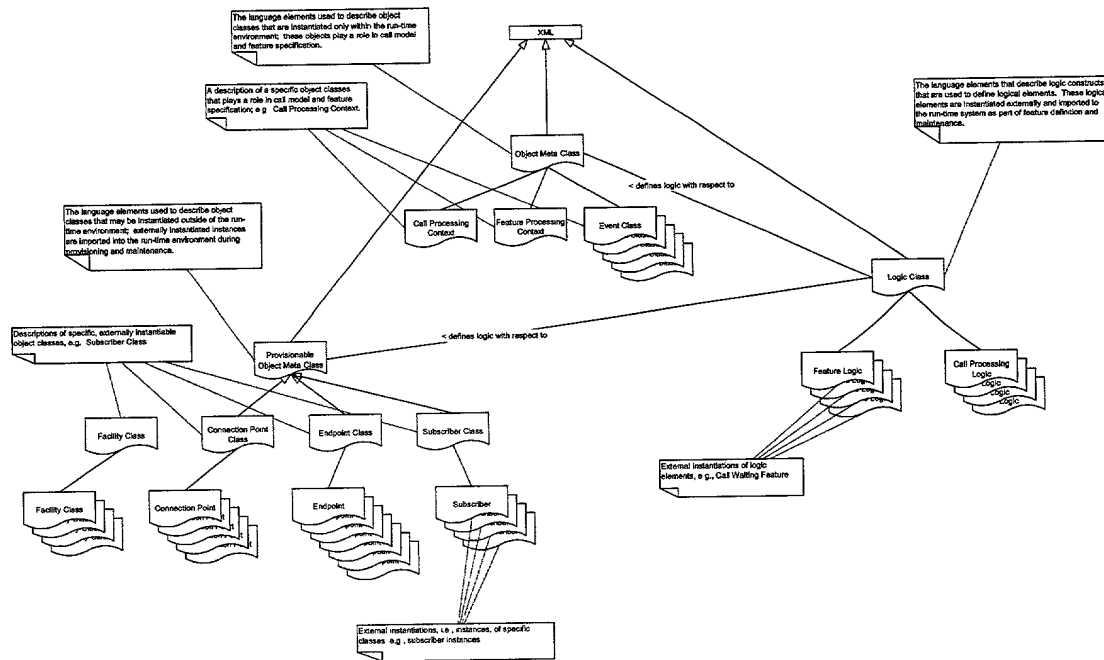 The language elements used to describe object
classes that are instantiated only within the run-time
environment; these objects play a role in call model
and feature specification.
XML
A description of a specific object classes
that plays a role in call model and feature
specification; e.g Call Processing Context.
The language elements that describe logic constructs
that are used to define logical elements. These logical
elements are instantiated externally and imported to
the run-time system as part of feature definition and
maintenance.
Object Meta Class
< defines logic with respect to
The language elements used to describe object
classes that may be instantiated outside of the run-
time environment; externally instantiated instances
are imported into the run-time environment during
provisioning and maintenance.
Call Processing
Context
Feature Processing
Context
Event Class
Logic Class
Descriptions of specific, externally instantiable
object classes, e.g. Subscriber Class
< defines logic with respect to
Provisionable
Object Meta Class
Feature Logic
Call Processing
Logic
Logic
Logic
Logic
Facility Class
Connection Point
Class
Endpoint Class
Subscriber Class
External instantiations of logic
elements, e.g., Call Waiting Feature
Facility Class
Connection Point
Endpoint
Subscriber
External instantiations, i.e., instances, of specific
classes e.g., subscriber instances